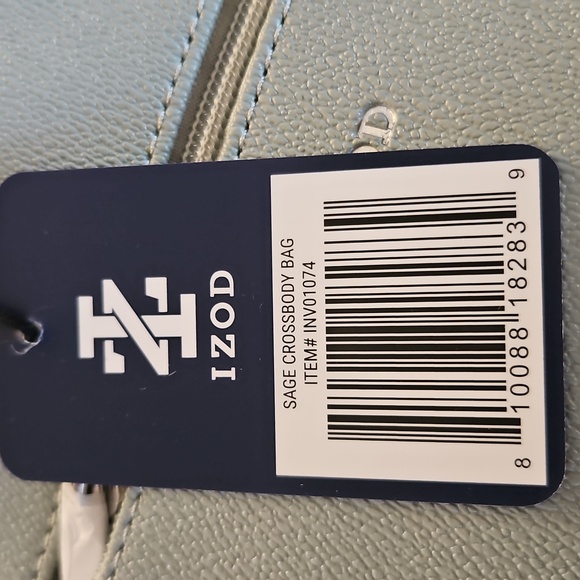 IZOD
SAGE CROSSBODY BAG
ITEM# INV01074
8 10088 18283 9
D